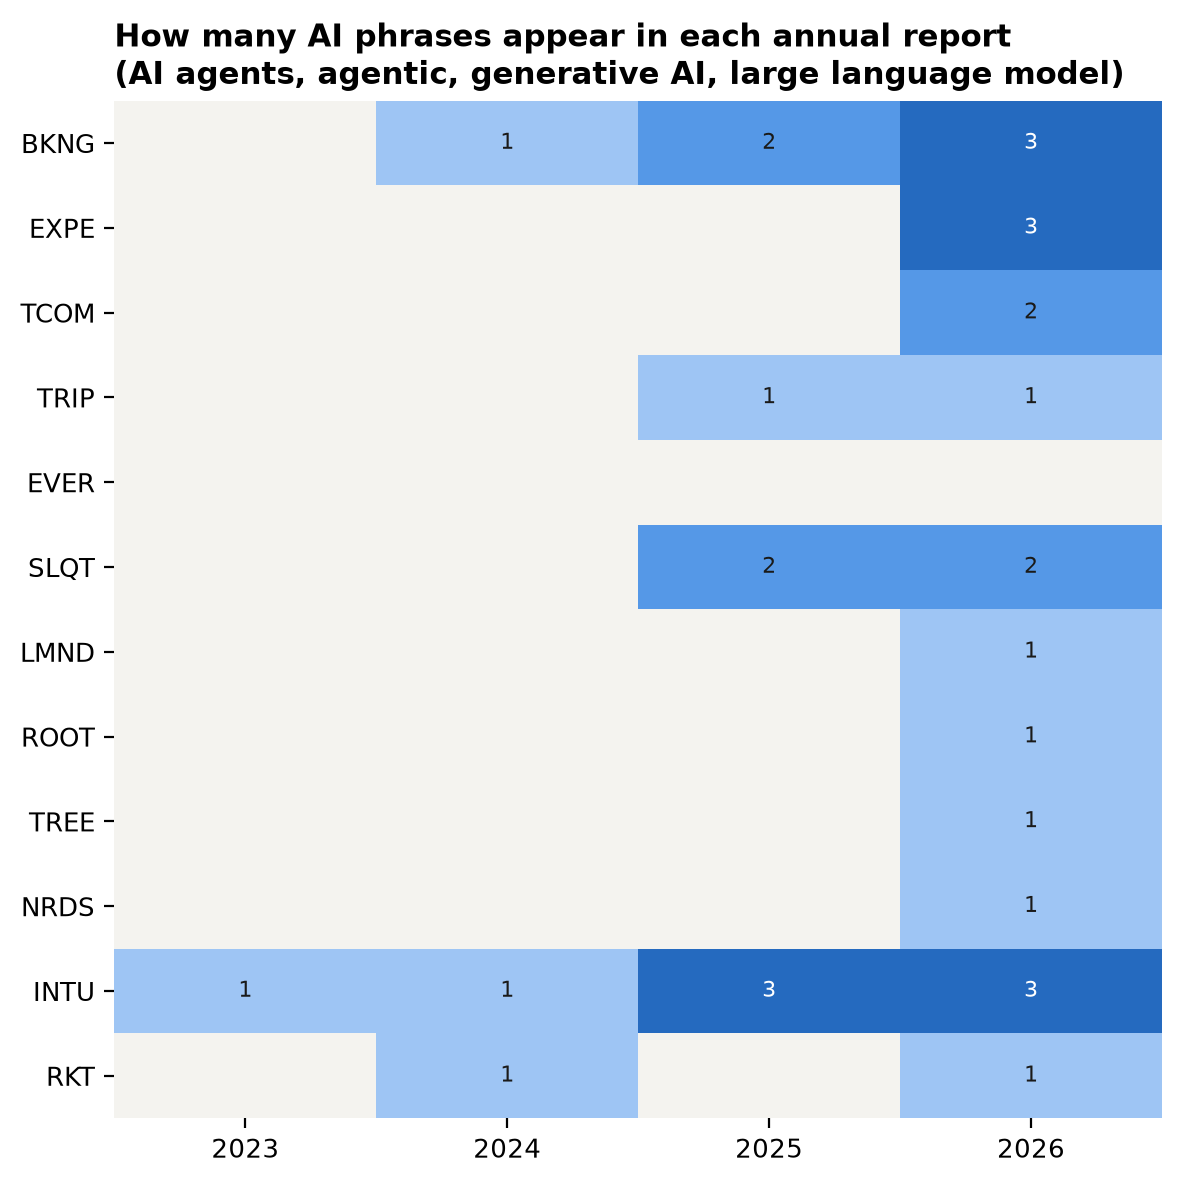 How many AI phrases appear in each annual report
(AI agents, agentic, generative AI, large language model)
BKNG 1 2 3
EXPE 3
TCOM 2
TRIP 1 1
EVER
SLQT 2 2
LMND 1
ROOT 1
TREE 1
NRDS 1
INTU 1 1 3 3
RKT 1 1
2023 2024 2025 2026